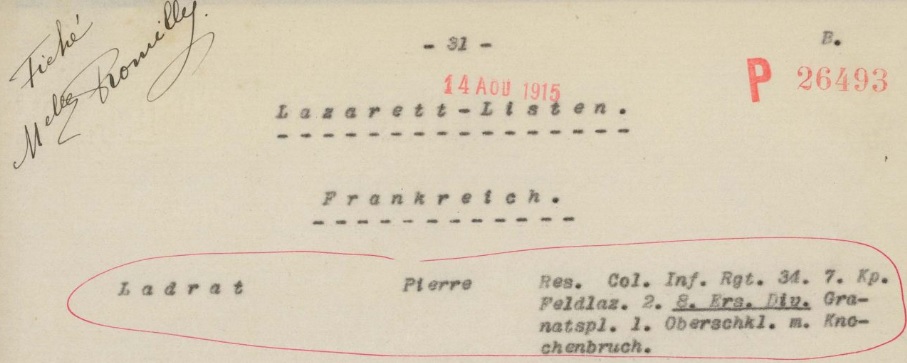 Fiché
Melle Romilly.
- 31 -
B.
14 AOU 1915
P 26493
Lazarett-Listen.
Frankreich.
Ladrat Pierre Res. Col. Inf. Rgt. 34. 7. Kp.
Feldlaz. 2. 8. Ers. Div. Gra-
natspl. l. Oberschkl. m. Kno-
chenbruch.